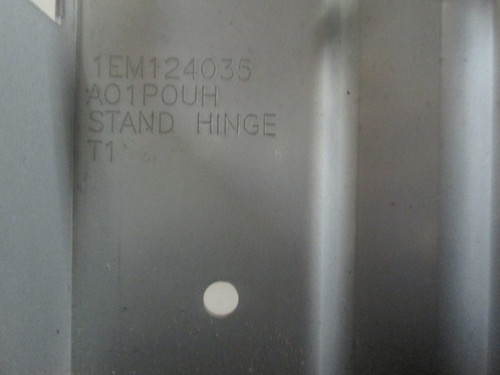 1EM124035
A01P0UH
STAND HINGE
T1